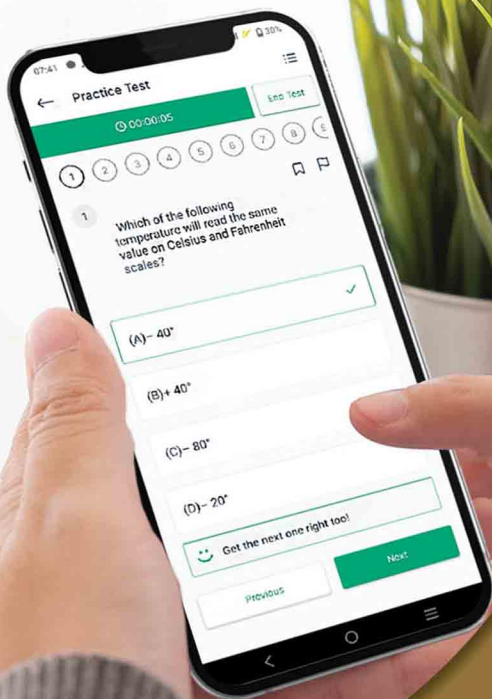 07:41
30%
Practice Test
00:00:05
End Test
1 2 3 4 5 6 7 8
1
Which of the following
temperature will read the same
value on Celsius and Fahrenheit
scales?
(A)− 40°
(B)+ 40°
(C)− 80°
(D)− 20°
Get the next one right too!
Previous
Next